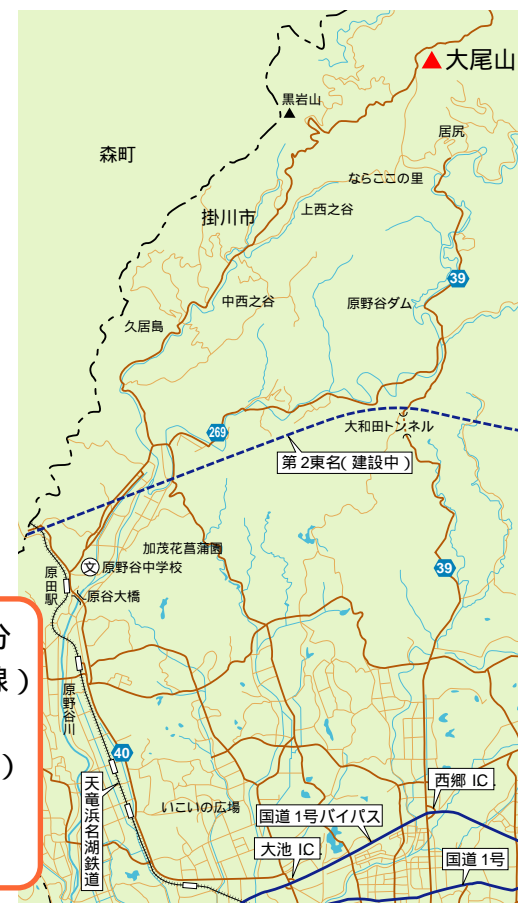 大尾山
黒岩山
居尻
森町
ならここの里
上西之谷
掛川市
39
中西之谷
原野谷ダム
久居島
269
大和田トンネル
第2東名(建設中)
加茂花菖蒲園
文
原野谷中学校
39
原田駅
原谷大橋
分
線)
原野谷川
)
40
西郷 IC
天竜浜名湖鉄道
いこいの広場
国道1号バイパス
大池 IC
国道1号